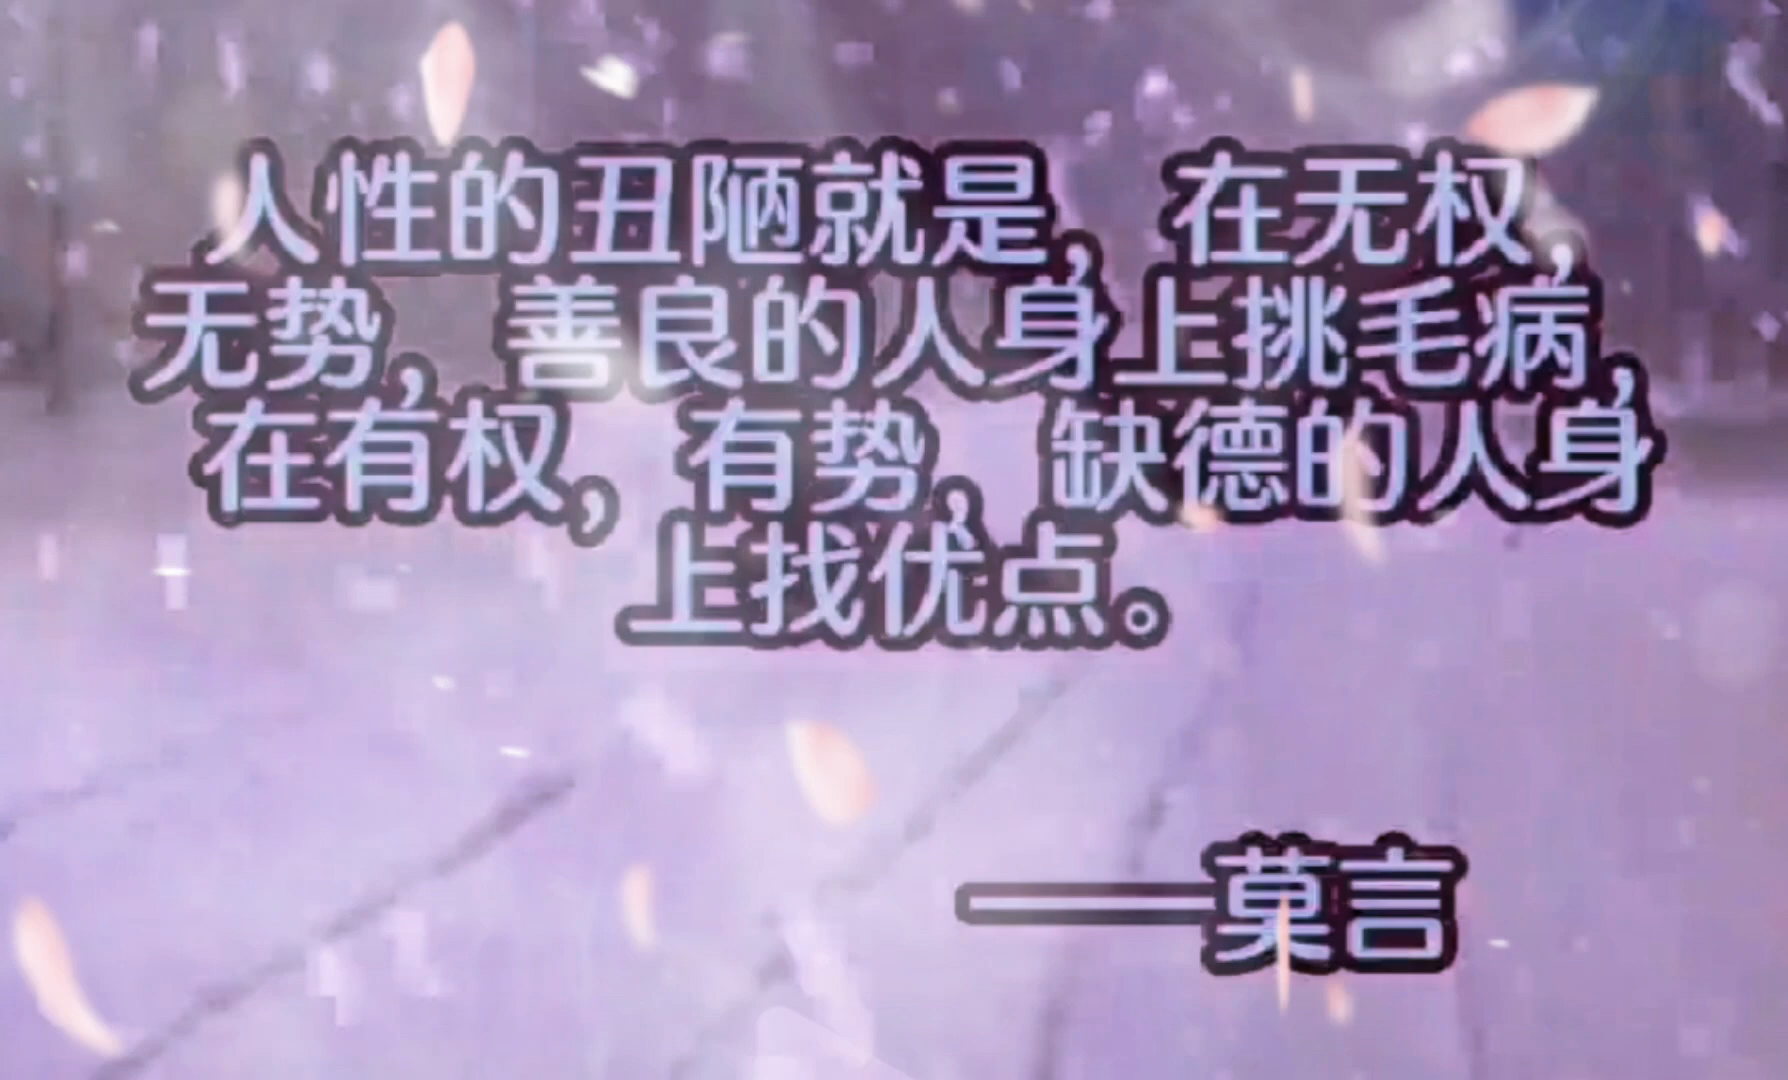 人性的丑陋就是，在无权，
无势，善良的人身上挑毛病，
在有权，有势，缺德的人身
上找优点。
——莫言